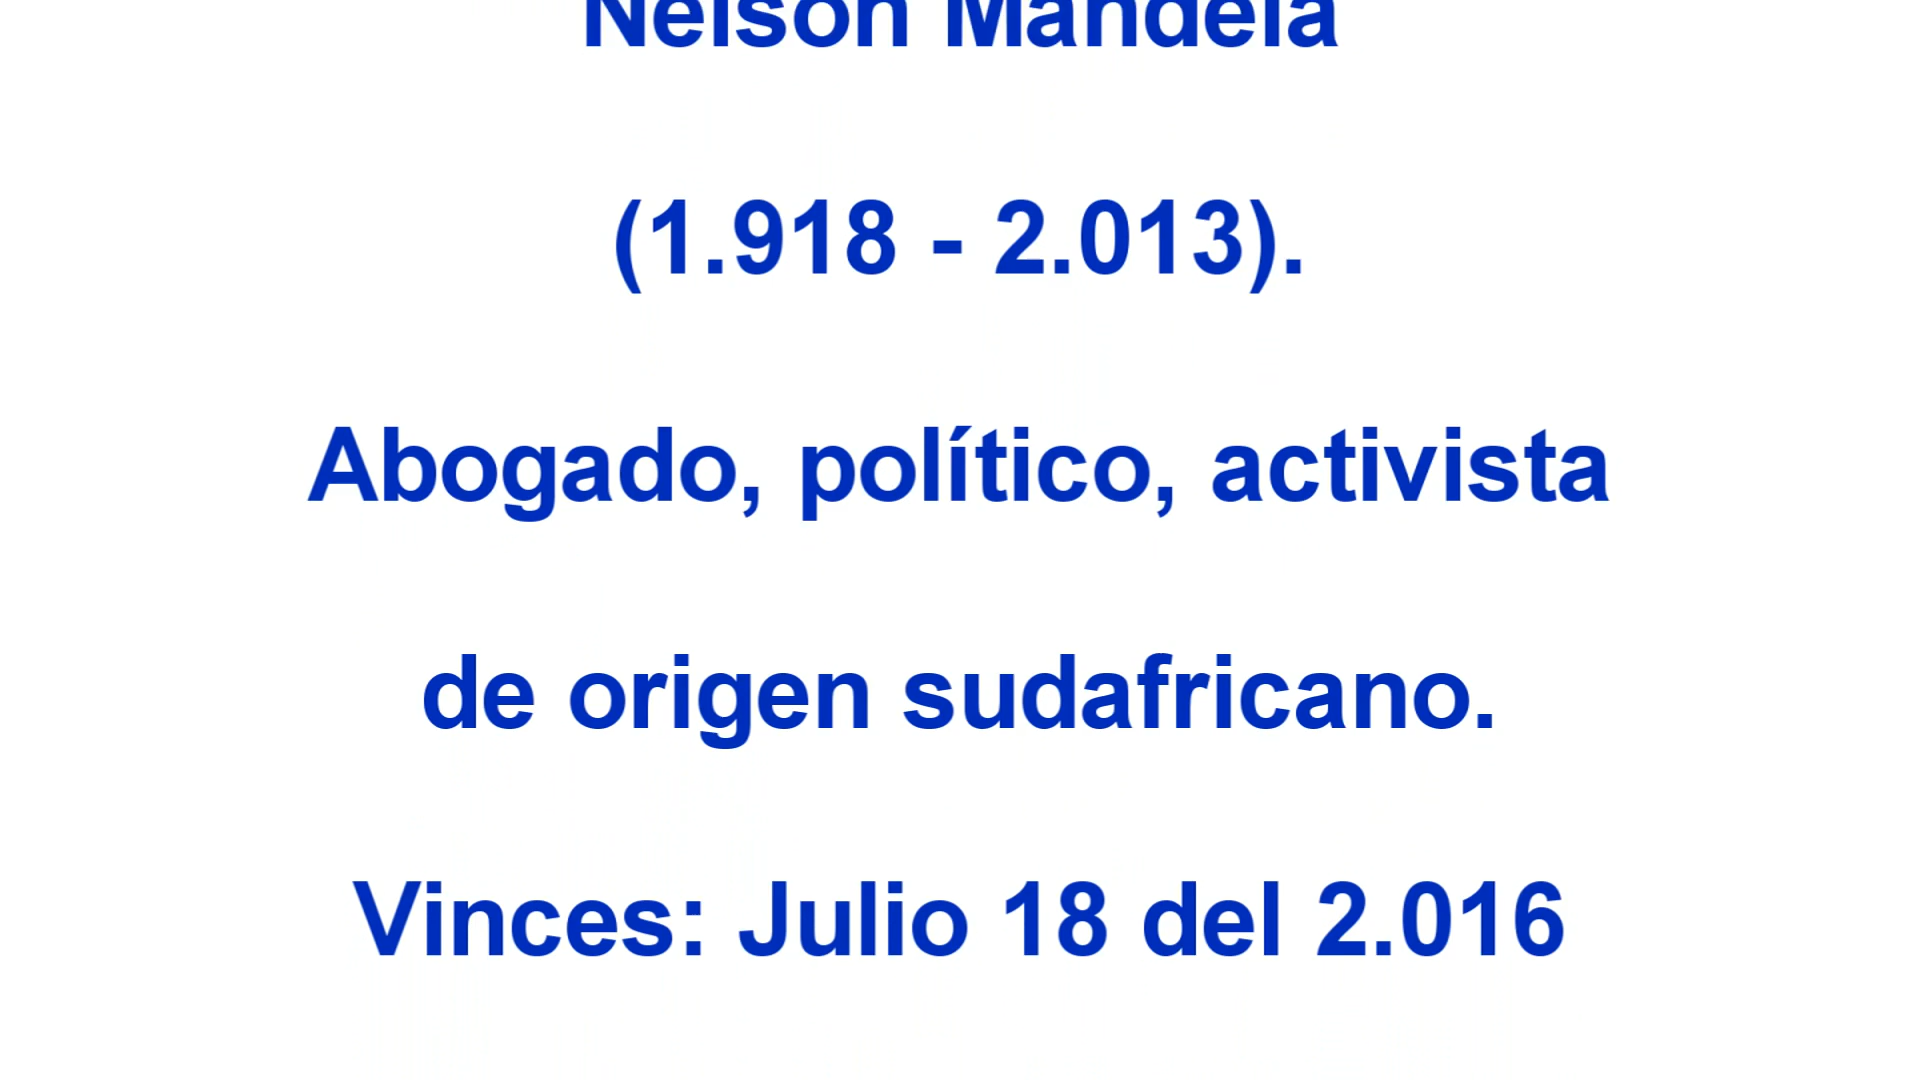 Nelson Mandela
(1.918 - 2.013).
Abogado, político, activista
de origen sudafricano.
Vinces: Julio 18 del 2.016